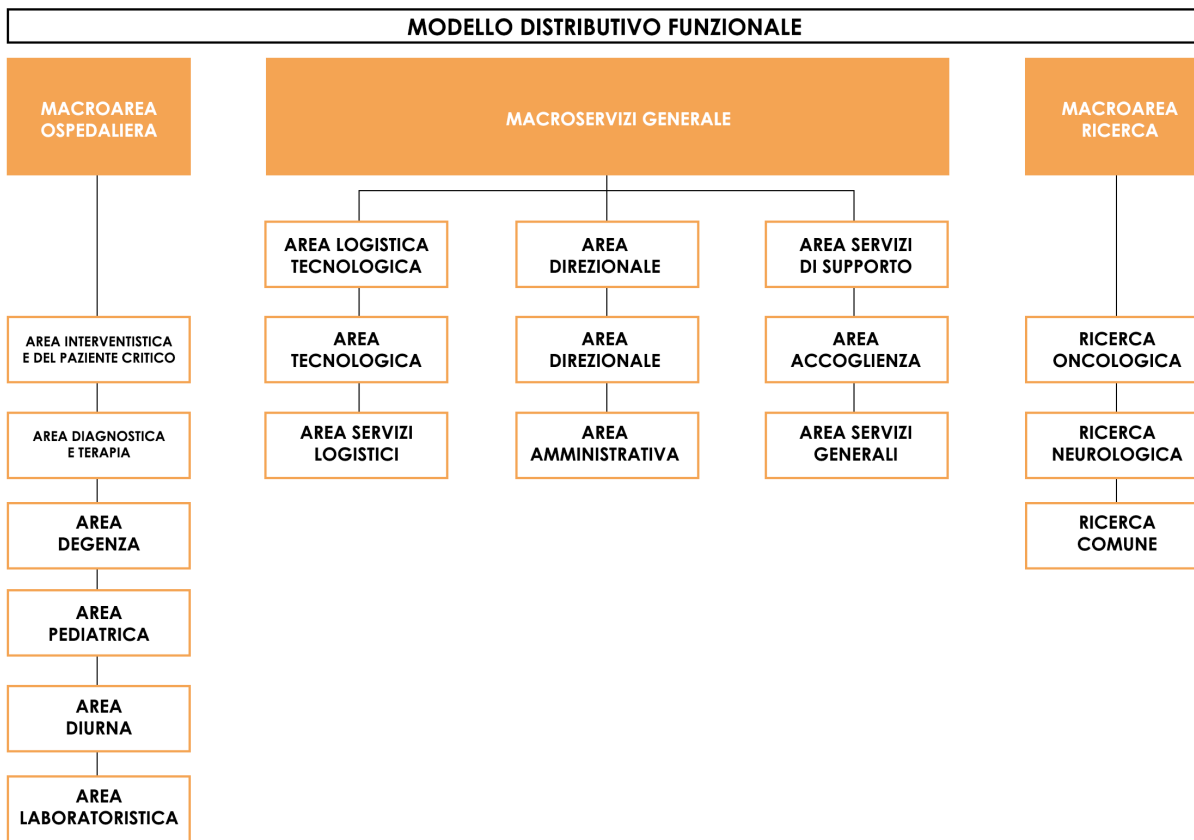 MODELLO DISTRIBUTIVO FUNZIONALE
MACROAREA
OSPEDALIERA
MACROSERVIZI GENERALE
MACROAREA
RICERCA
AREA LOGISTICA
TECNOLOGICA
AREA
DIREZIONALE
AREA SERVIZI
DI SUPPORTO
AREA INTERVENTISTICA
E DEL PAZIENTE CRITICO
AREA
TECNOLOGICA
AREA
DIREZIONALE
AREA
ACCOGLIENZA
RICERCA
ONCOLOGICA
AREA DIAGNOSTICA
E TERAPIA
AREA SERVIZI
LOGISTICI
AREA
AMMINISTRATIVA
AREA SERVIZI
GENERALI
RICERCA
NEUROLOGICA
AREA
DEGENZA
RICERCA
COMUNE
AREA
PEDIATRICA
AREA
DIURNA
AREA
LABORATORISTICA